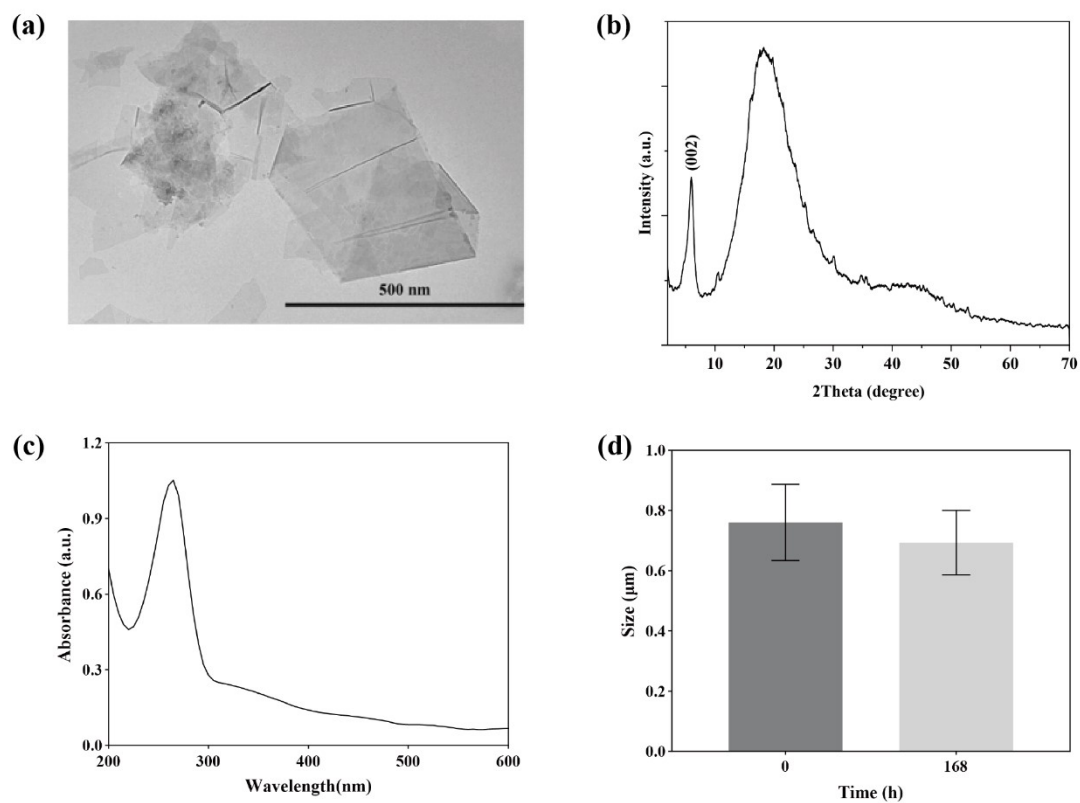 (a)
500 nm
(b)
Intensity (a.u.)
(002)
10 20 30 40 50 60 70
2Theta (degree)
(c)
Absorbance (a.u.)
1.2
0.9
0.6
0.3
0.0
200 300 400 500 600
Wavelength(nm)
(d)
Size (μm)
1.0
0.8
0.6
0.4
0.2
0.0
0 168
Time (h)